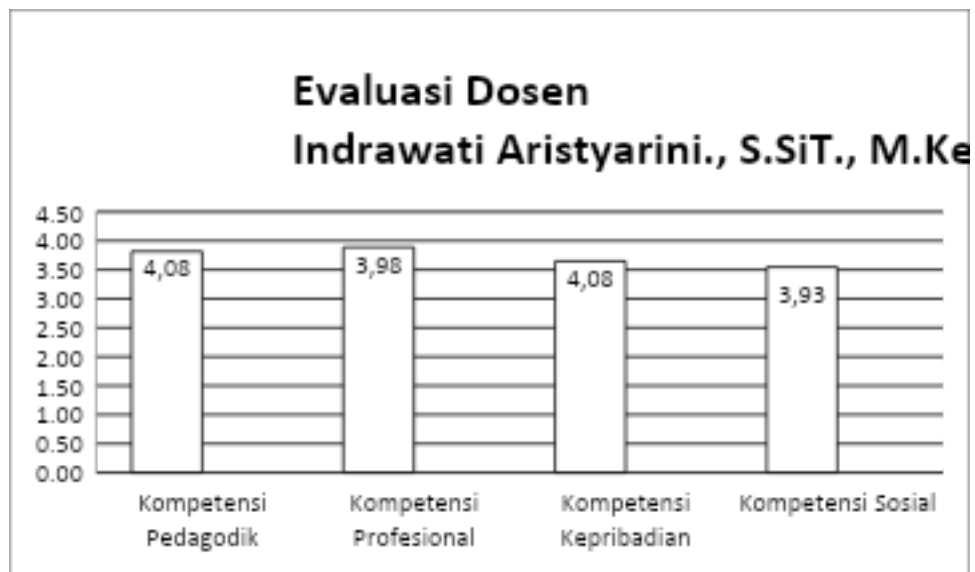 Evaluasi Dosen
Indrawati Aristyarini., S.SiT., M.Ke
4.50
4.00
3.50
3.00
2.50
2.00
1.50
1.00
0.50
0.00
4,08
3,98
4,08
3,93
Kompetensi
Pedagodik
Kompetensi
Profesional
Kompetensi
Kepribadian
Kompetensi Sosial